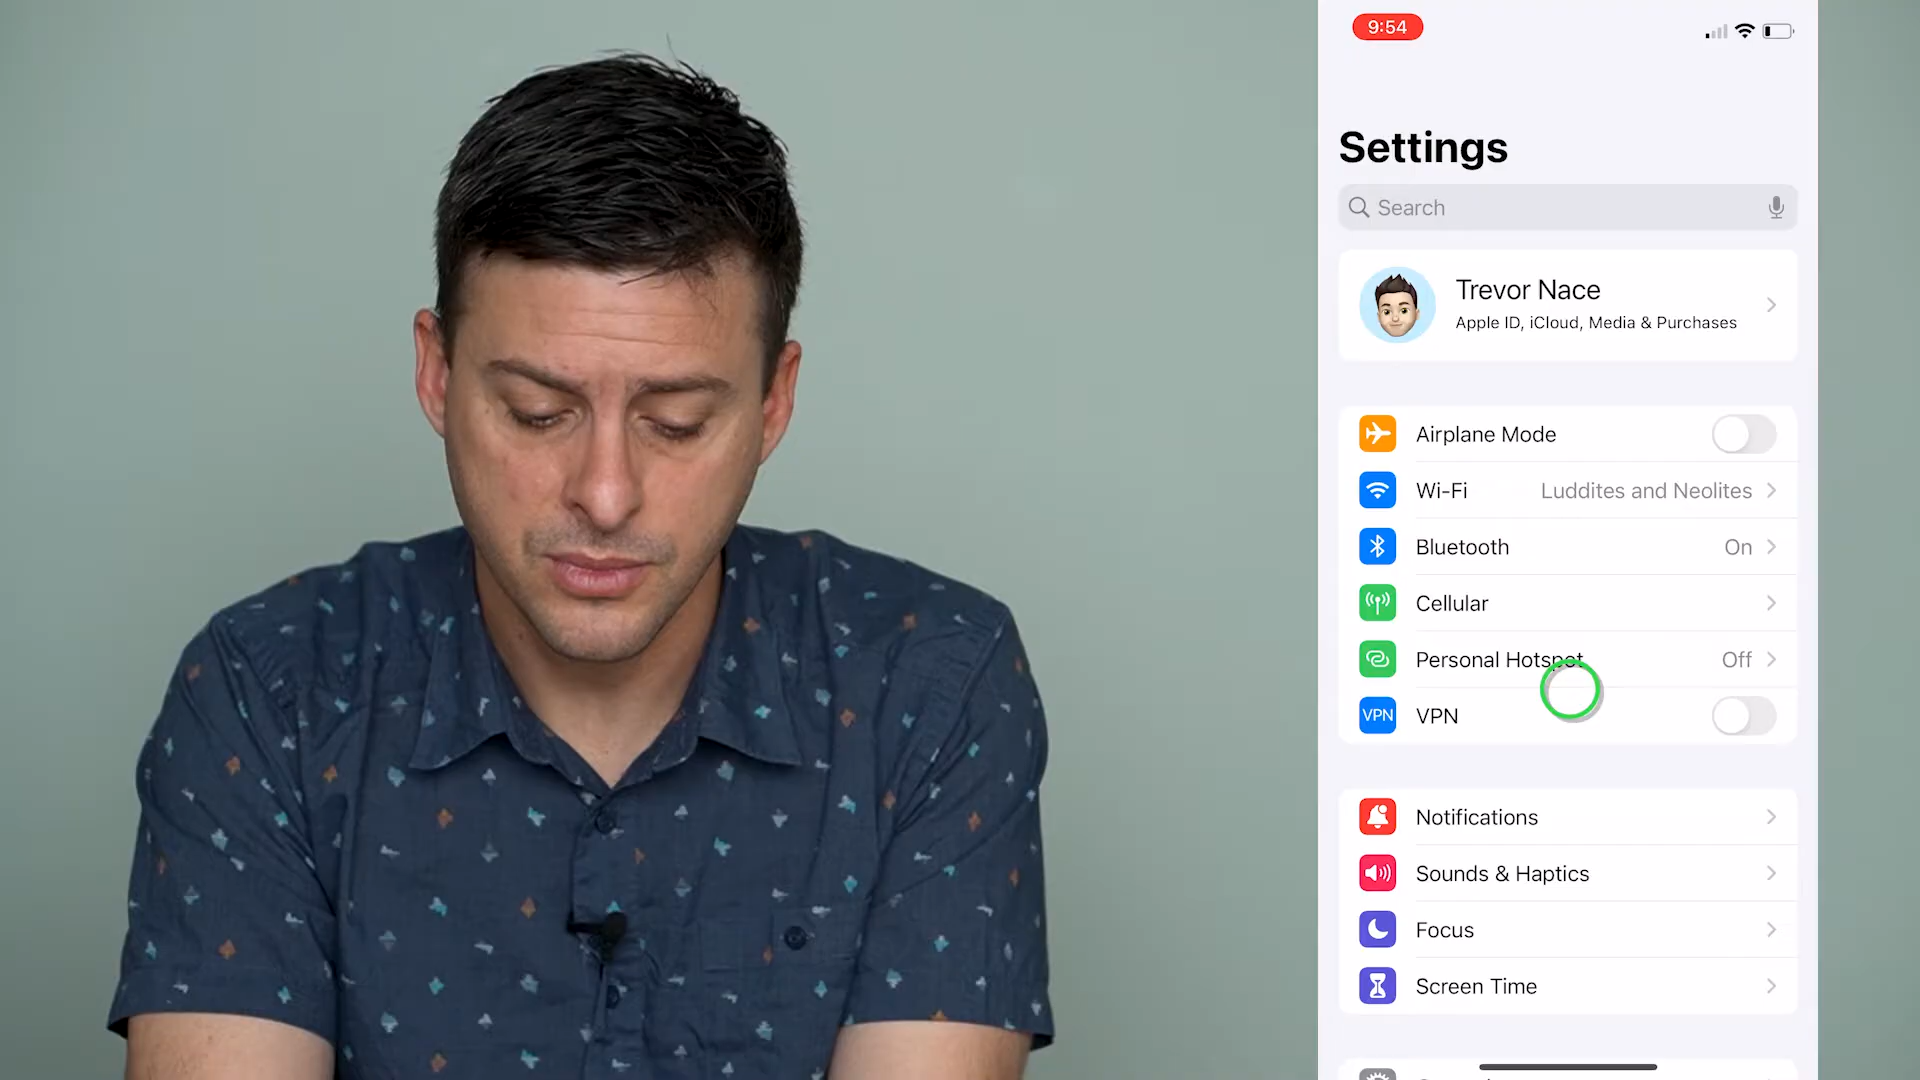 9:54
Settings
Search
Trevor Nace
Apple ID, iCloud, Media & Purchases
Airplane Mode
Wi-Fi Luddites and Neolites
Bluetooth On
Cellular
Personal Hotspot Off
VPN VPN
Notifications
Sounds & Haptics
Focus
Screen Time